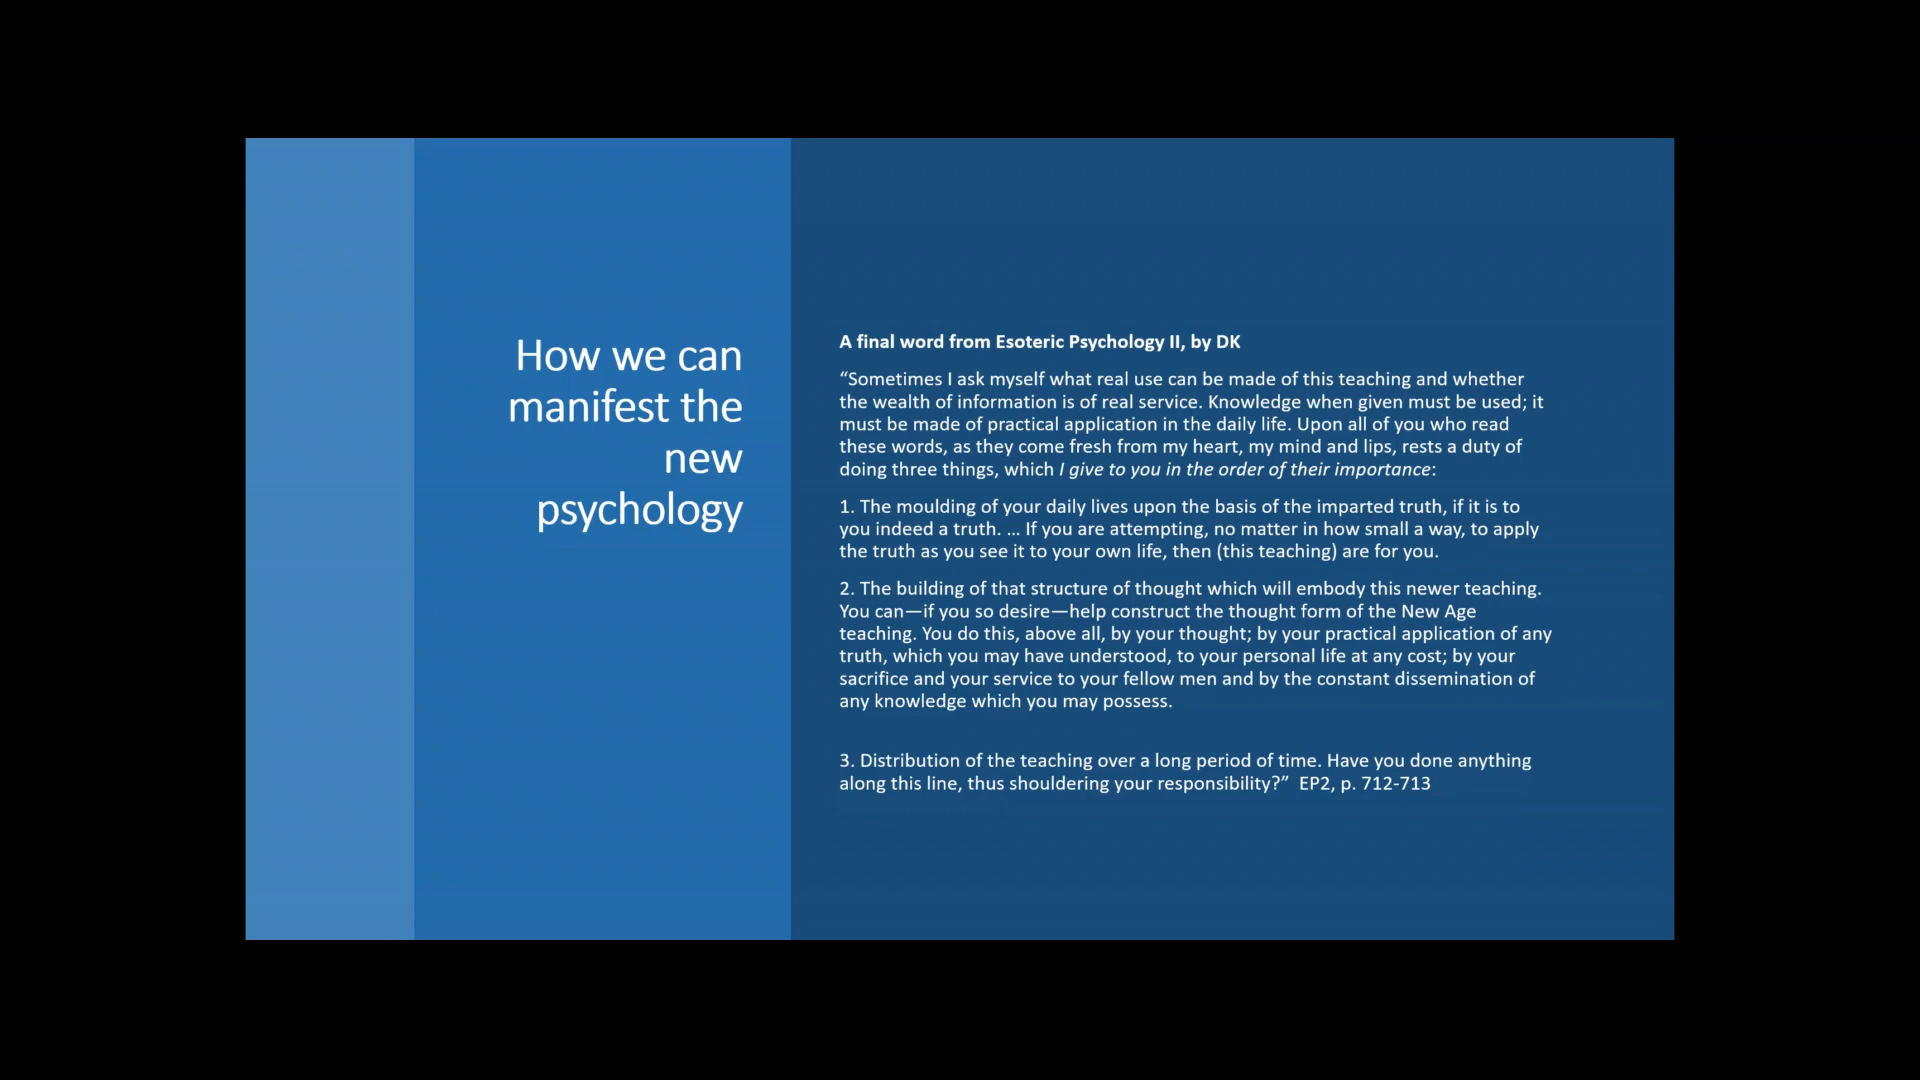 How we can
manifest the
new
psychology
A final word from Esoteric Psychology II, by DK
“Sometimes I ask myself what real use can be made of this teaching and whether
the wealth of information is of real service. Knowledge when given must be used; it
must be made of practical application in the daily life. Upon all of you who read
these words, as they come fresh from my heart, my mind and lips, rests a duty of
doing three things, which I give to you in the order of their importance:
1. The moulding of your daily lives upon the basis of the imparted truth, if it is to
you indeed a truth. … If you are attempting, no matter in how small a way, to apply
the truth as you see it to your own life, then (this teaching) are for you.
2. The building of that structure of thought which will embody this newer teaching.
You can—if you so desire—help construct the thought form of the New Age
teaching. You do this, above all, by your thought; by your practical application of any
truth, which you may have understood, to your personal life at any cost; by your
sacrifice and your service to your fellow men and by the constant dissemination of
any knowledge which you may possess.
3. Distribution of the teaching over a long period of time. Have you done anything
along this line, thus shouldering your responsibility?”  EP2, p. 712-713